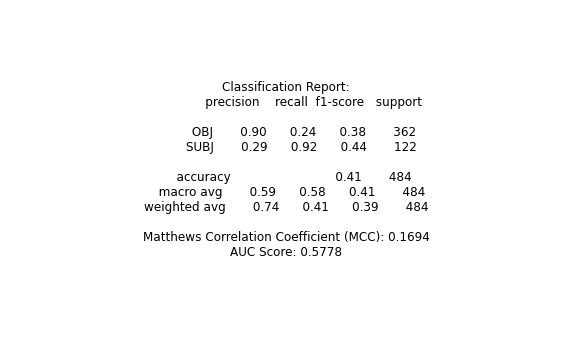 Classification Report:
precision recall f1-score support
OBJ 0.90 0.24 0.38 362
SUBJ 0.29 0.92 0.44 122
accuracy 0.41 484
macro avg 0.59 0.58 0.41 484
weighted avg 0.74 0.41 0.39 484
Matthews Correlation Coefficient (MCC): 0.1694
AUC Score: 0.5778